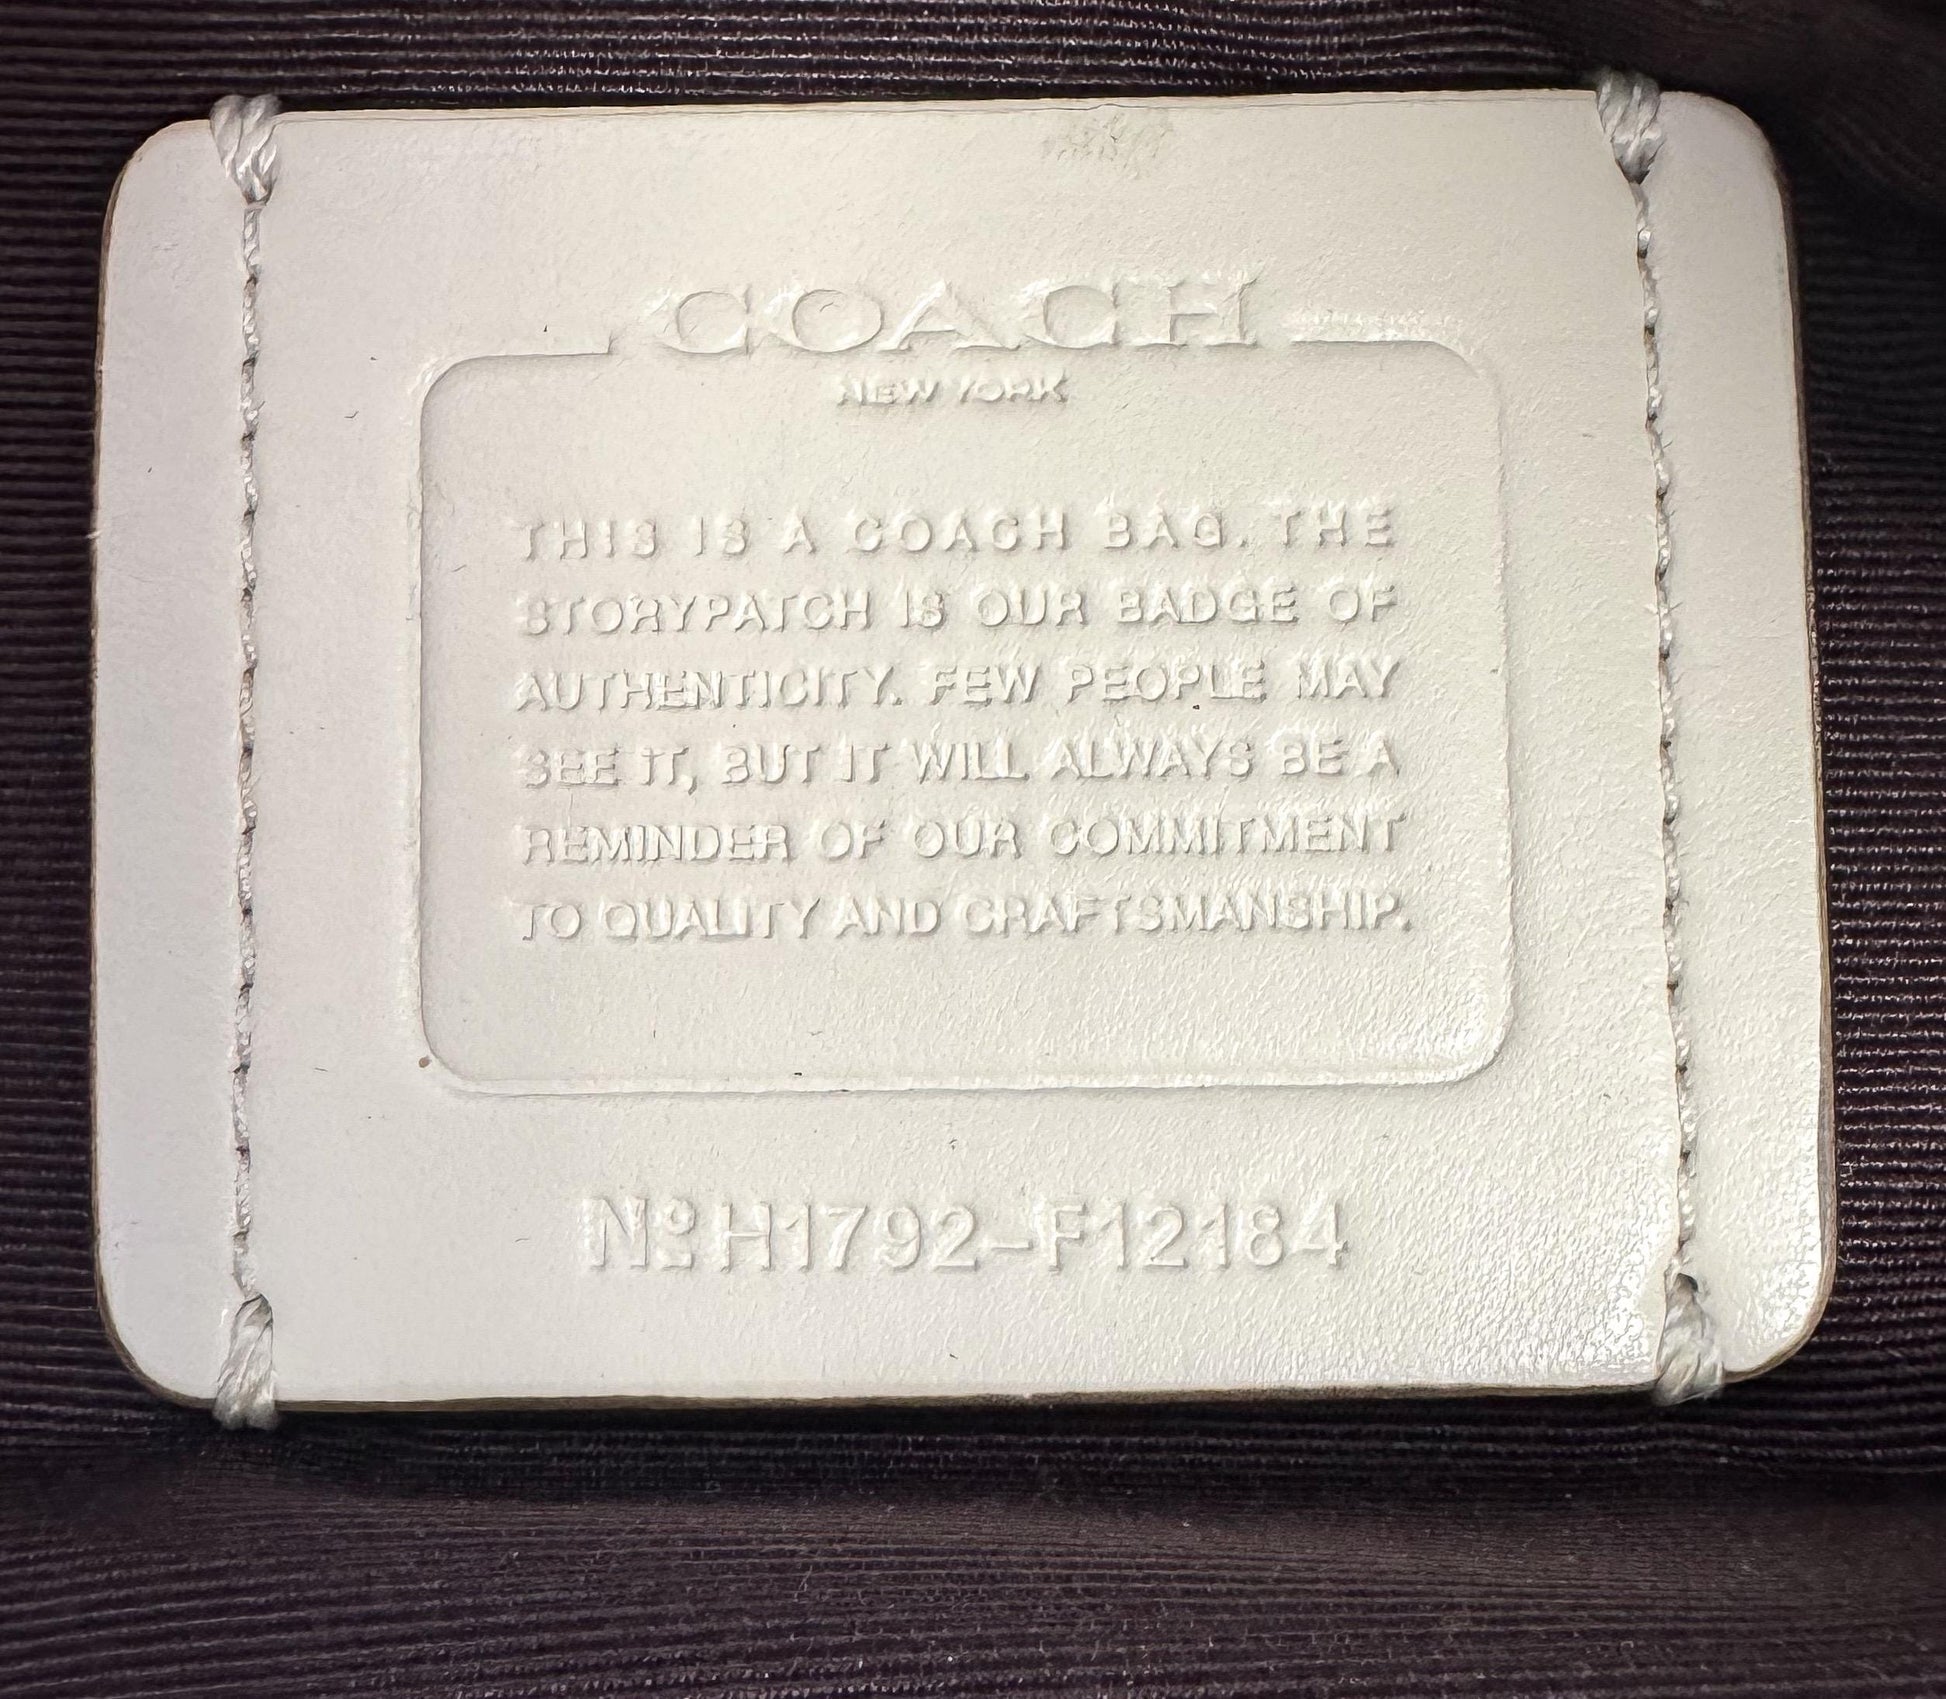 COACH
NEW YORK
THIS IS A COACH BAG. THE
STORYPATCH IS OUR BADGE OF
AUTHENTICITY. FEW PEOPLE MAY
SEE IT, BUT IT WILL ALWAYS BE A
REMINDER OF OUR COMMITMENT
TO QUALITY AND CRAFTSMANSHIP.
Nº H1792-F12184